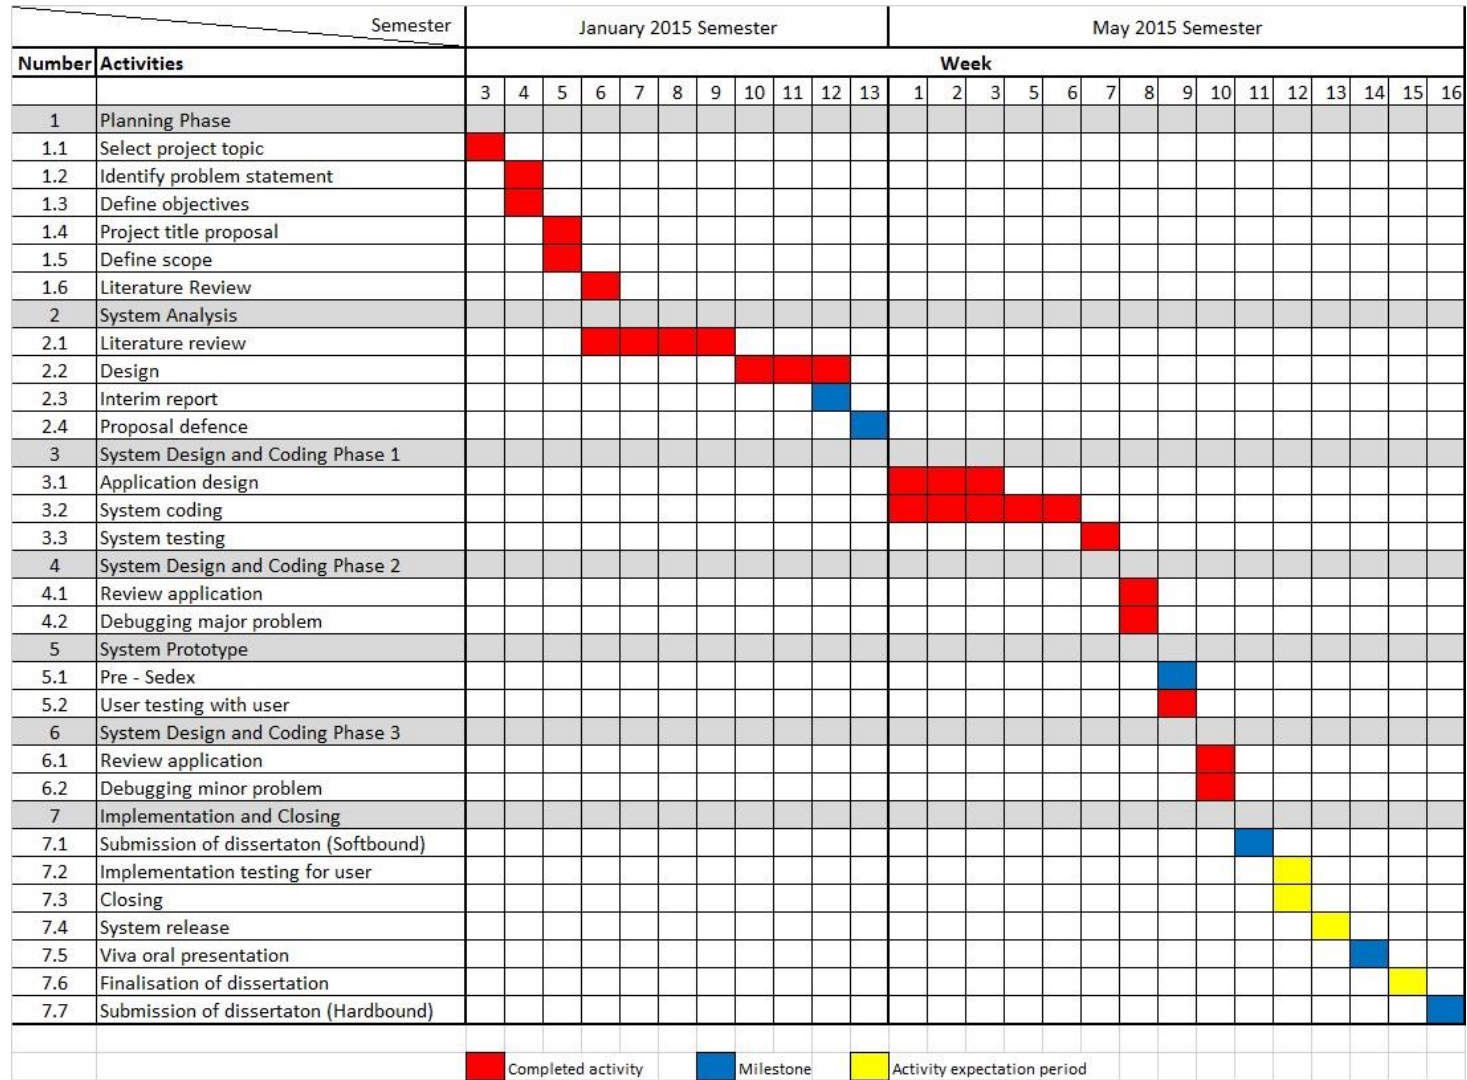 Semester January 2015 Semester May 2015 Semester
Number Activities Week
3 4 5 6 7 8 9 10 11 12 13 1 2 3 5 6 7 8 9 10 11 12 13 14 15 16
1 Planning Phase
1.1 Select project topic
1.2 Identify problem statement
1.3 Define objectives
1.4 Project title proposal
1.5 Define scope
1.6 Literature Review
2 System Analysis
2.1 Literature review
2.2 Design
2.3 Interim report
2.4 Proposal defence
3 System Design and Coding Phase 1
3.1 Application design
3.2 System coding
3.3 System testing
4 System Design and Coding Phase 2
4.1 Review application
4.2 Debugging major problem
5 System Prototype
5.1 Pre - Sedex
5.2 User testing with user
6 System Design and Coding Phase 3
6.1 Review application
6.2 Debugging minor problem
7 Implementation and Closing
7.1 Submission of dissertaton (Softbound)
7.2 Implementation testing for user
7.3 Closing
7.4 System release
7.5 Viva oral presentation
7.6 Finalisation of dissertation
7.7 Submission of dissertaton (Hardbound)
Completed activity Milestone Activity expectation period